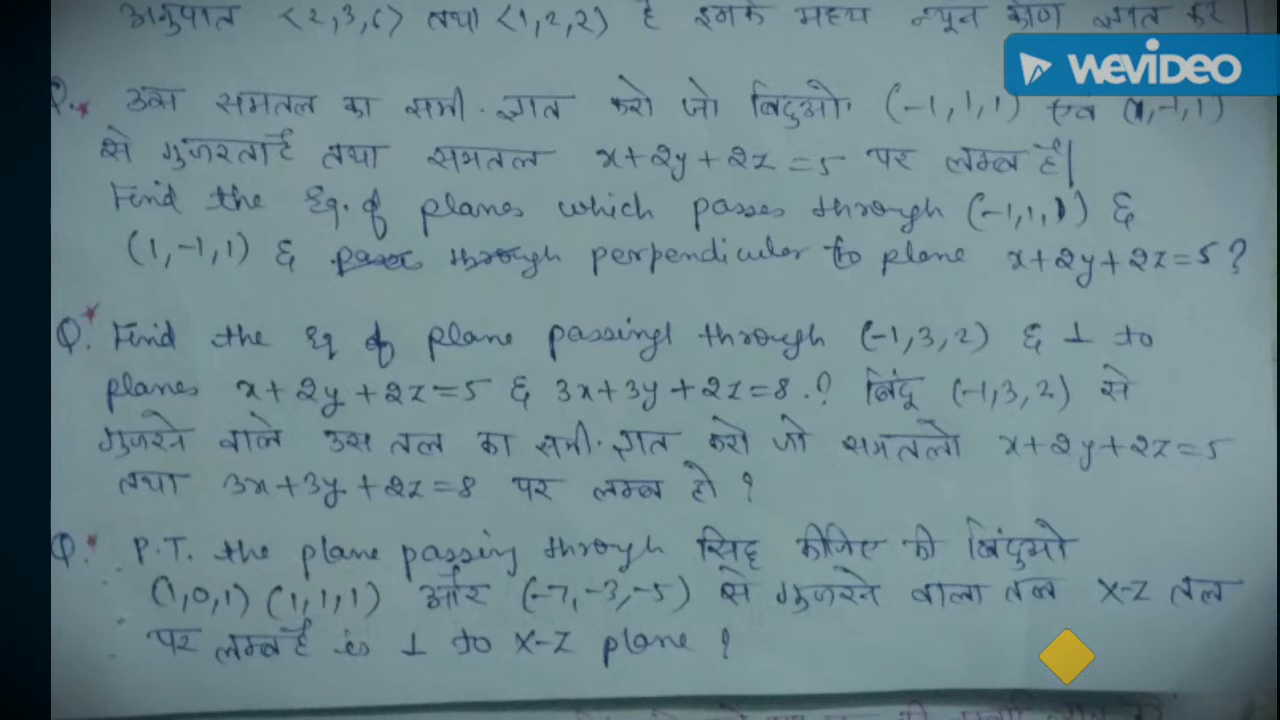 अनुपात <2,3,6> तथा <1,2,2> है इनके मध्य न्यून कोण ज्ञात करे |
WEVIDEO
Q. उस समतल का समी. ज्ञात करो जो बिंदुओ (-1,1,1) एवं (1,-1,1)
से गुजरता है तथा समतल x+2y+2z=5 पर लम्ब है|
Find the Eq. of planes which passes through (-1,1,1) &
(1,-1,1) & perpendicular to plane x+2y+2z=5?
Q. Find the Eq of plane passing through (-1,3,2) & ⊥ to
planes x+2y+2z=5 & 3x+3y+2z=8.? बिंदू (-1,3,2) से
गुजरने वाले उस तल का समी. ज्ञात करो जो समतलो x+2y+2z=5
तथा 3x+3y+2z=8 पर लम्ब हो ?
Q. P.T. the plane passing through सिद्द कीजिए की बिंदुओ
(1,0,1) (1,1,1) और (-7,-3,-5) से गुजरने वाला तल X-Z तल
पर लम्ब है is ⊥ to X-Z plane ?